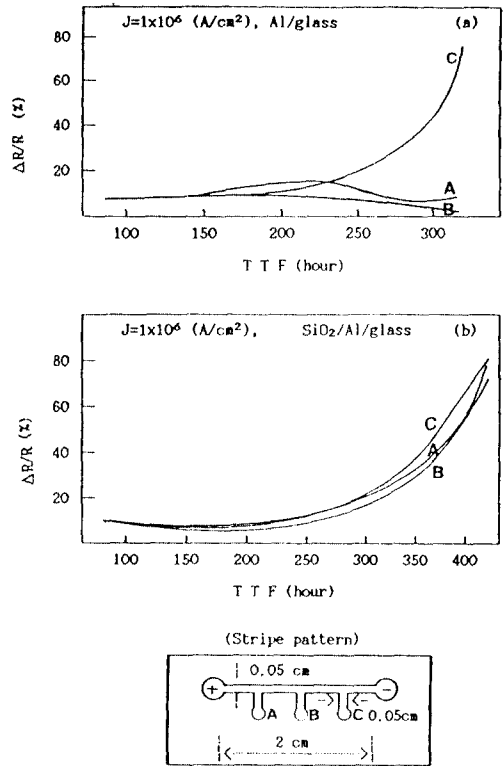 J=1x10⁶ (A/cm²), Al/glass (a)
80
60
40
20
ΔR/R (%)
C
A
B
100 150 200 250 300
T T F (hour)
J=1x10⁶ (A/cm²), SiO₂/Al/glass (b)
80
60
40
20
ΔR/R (%)
C
A
B
100 150 200 250 300 350 400
T T F (hour)
(Stripe pattern)
0.05 cm
+ −
A B C 0.05cm
2 cm